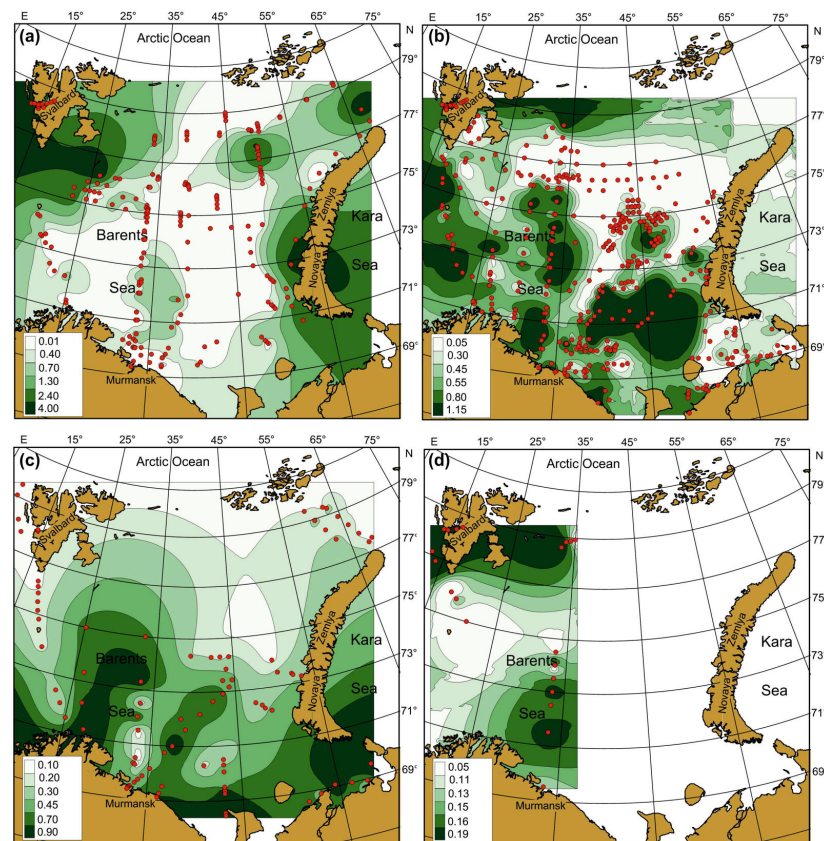 (a)
E 15° 25° 35° 45° 55° 65° 75°
N
Arctic Ocean
79°
77°
75°
73°
71°
69°
Svalbard
Barents
Sea
Novaya Zemlya
Kara
Sea
Murmansk
0.01
0.40
0.70
1.30
2.40
4.00
(b)
E 15° 25° 35° 45° 55° 65° 75°
N
Arctic Ocean
79°
77°
75°
73°
71°
69°
Svalbard
Barents
Sea
Novaya Zemlya
Kara
Sea
Murmansk
0.05
0.30
0.45
0.55
0.80
1.15
(c)
E 15° 25° 35° 45° 55° 65° 75°
N
Arctic Ocean
79°
77°
75°
73°
71°
69°
Svalbard
Barents
Sea
Novaya Zemlya
Kara
Sea
Murmansk
0.10
0.20
0.30
0.45
0.70
0.90
(d)
E 15° 25° 35° 45° 55° 65° 75°
N
Arctic Ocean
79°
77°
75°
73°
71°
69°
Svalbard
Barents
Sea
Novaya Zemlya
Kara
Sea
Murmansk
0.05
0.11
0.13
0.15
0.16
0.19